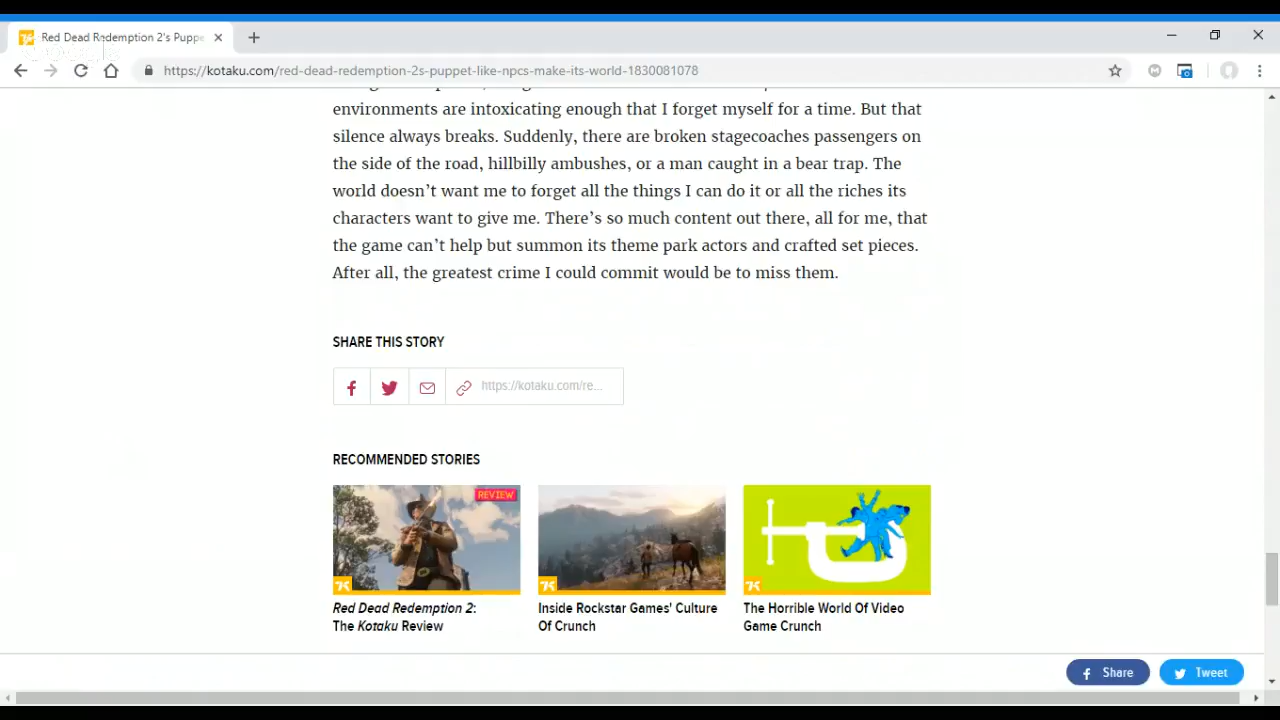 Red Dead Redemption 2's Puppe
https://kotaku.com/red-dead-redemption-2s-puppet-like-npcs-make-its-world-1830081078
environments are intoxicating enough that I forget myself for a time. But that
silence always breaks. Suddenly, there are broken stagecoaches passengers on
the side of the road, hillbilly ambushes, or a man caught in a bear trap. The
world doesn’t want me to forget all the things I can do it or all the riches its
characters want to give me. There’s so much content out there, all for me, that
the game can’t help but summon its theme park actors and crafted set pieces.
After all, the greatest crime I could commit would be to miss them.
SHARE THIS STORY
https://kotaku.com/re...
RECOMMENDED STORIES
REVIEW
Red Dead Redemption 2:
The Kotaku Review
Inside Rockstar Games' Culture
Of Crunch
The Horrible World Of Video
Game Crunch
Share
Tweet